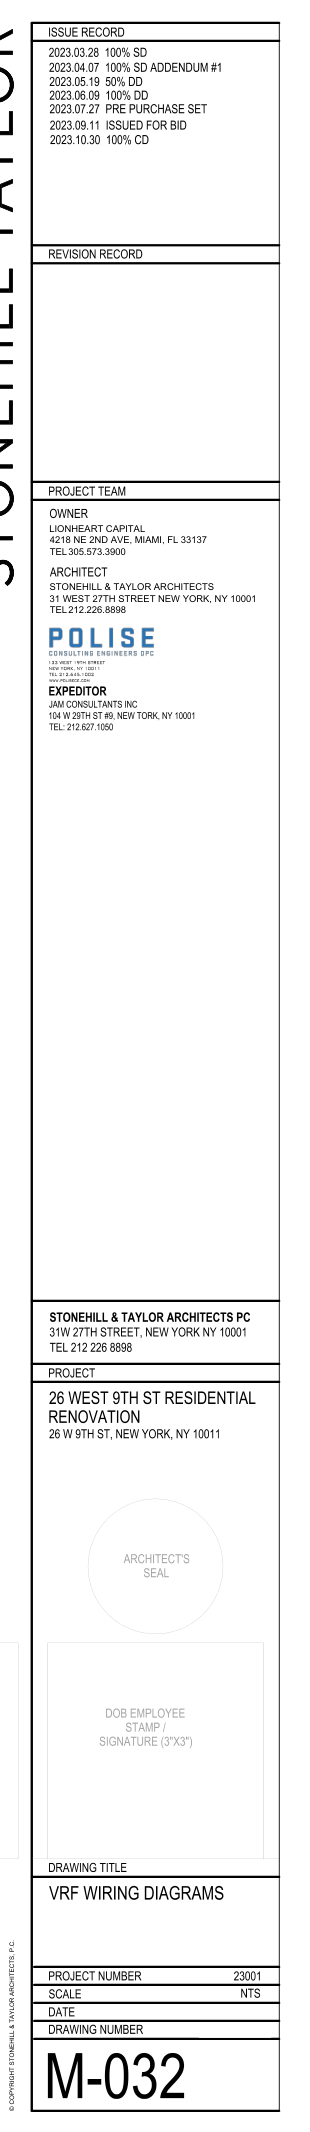 STONEHILL TAYLOR
ISSUE RECORD
2023.03.28 100% SD
2023.04.07 100% SD ADDENDUM #1
2023.05.19 50% DD
2023.06.09 100% DD
2023.07.27 PRE PURCHASE SET
2023.09.11 ISSUED FOR BID
2023.10.30 100% CD
REVISION RECORD
PROJECT TEAM
OWNER
LIONHEART CAPITAL
4218 NE 2ND AVE, MIAMI, FL 33137
TEL 305.573.3900
ARCHITECT
STONEHILL & TAYLOR ARCHITECTS
31 WEST 27TH STREET NEW YORK, NY 10001
TEL 212.226.8898
POLISE
CONSULTING ENGINEERS DPC
133 WEST 19TH STREET
NEW YORK, NY 10011
TEL 212.645.1002
WWW.POLISECE.COM
EXPEDITOR
JAM CONSULTANTS INC
104 W 29TH ST #9, NEW TORK, NY 10001
TEL: 212.627.1050
STONEHILL & TAYLOR ARCHITECTS PC
31W 27TH STREET, NEW YORK NY 10001
TEL 212 226 8898
PROJECT
26 WEST 9TH ST RESIDENTIAL
RENOVATION
26 W 9TH ST, NEW YORK, NY 10011
ARCHITECT'S
SEAL
DOB EMPLOYEE
STAMP /
SIGNATURE (3"X3")
DRAWING TITLE
VRF WIRING DIAGRAMS
PROJECT NUMBER 23001
SCALE NTS
DATE
DRAWING NUMBER
M-032
© COPYRIGHT STONEHILL & TAYLOR ARCHITECTS, P.C.